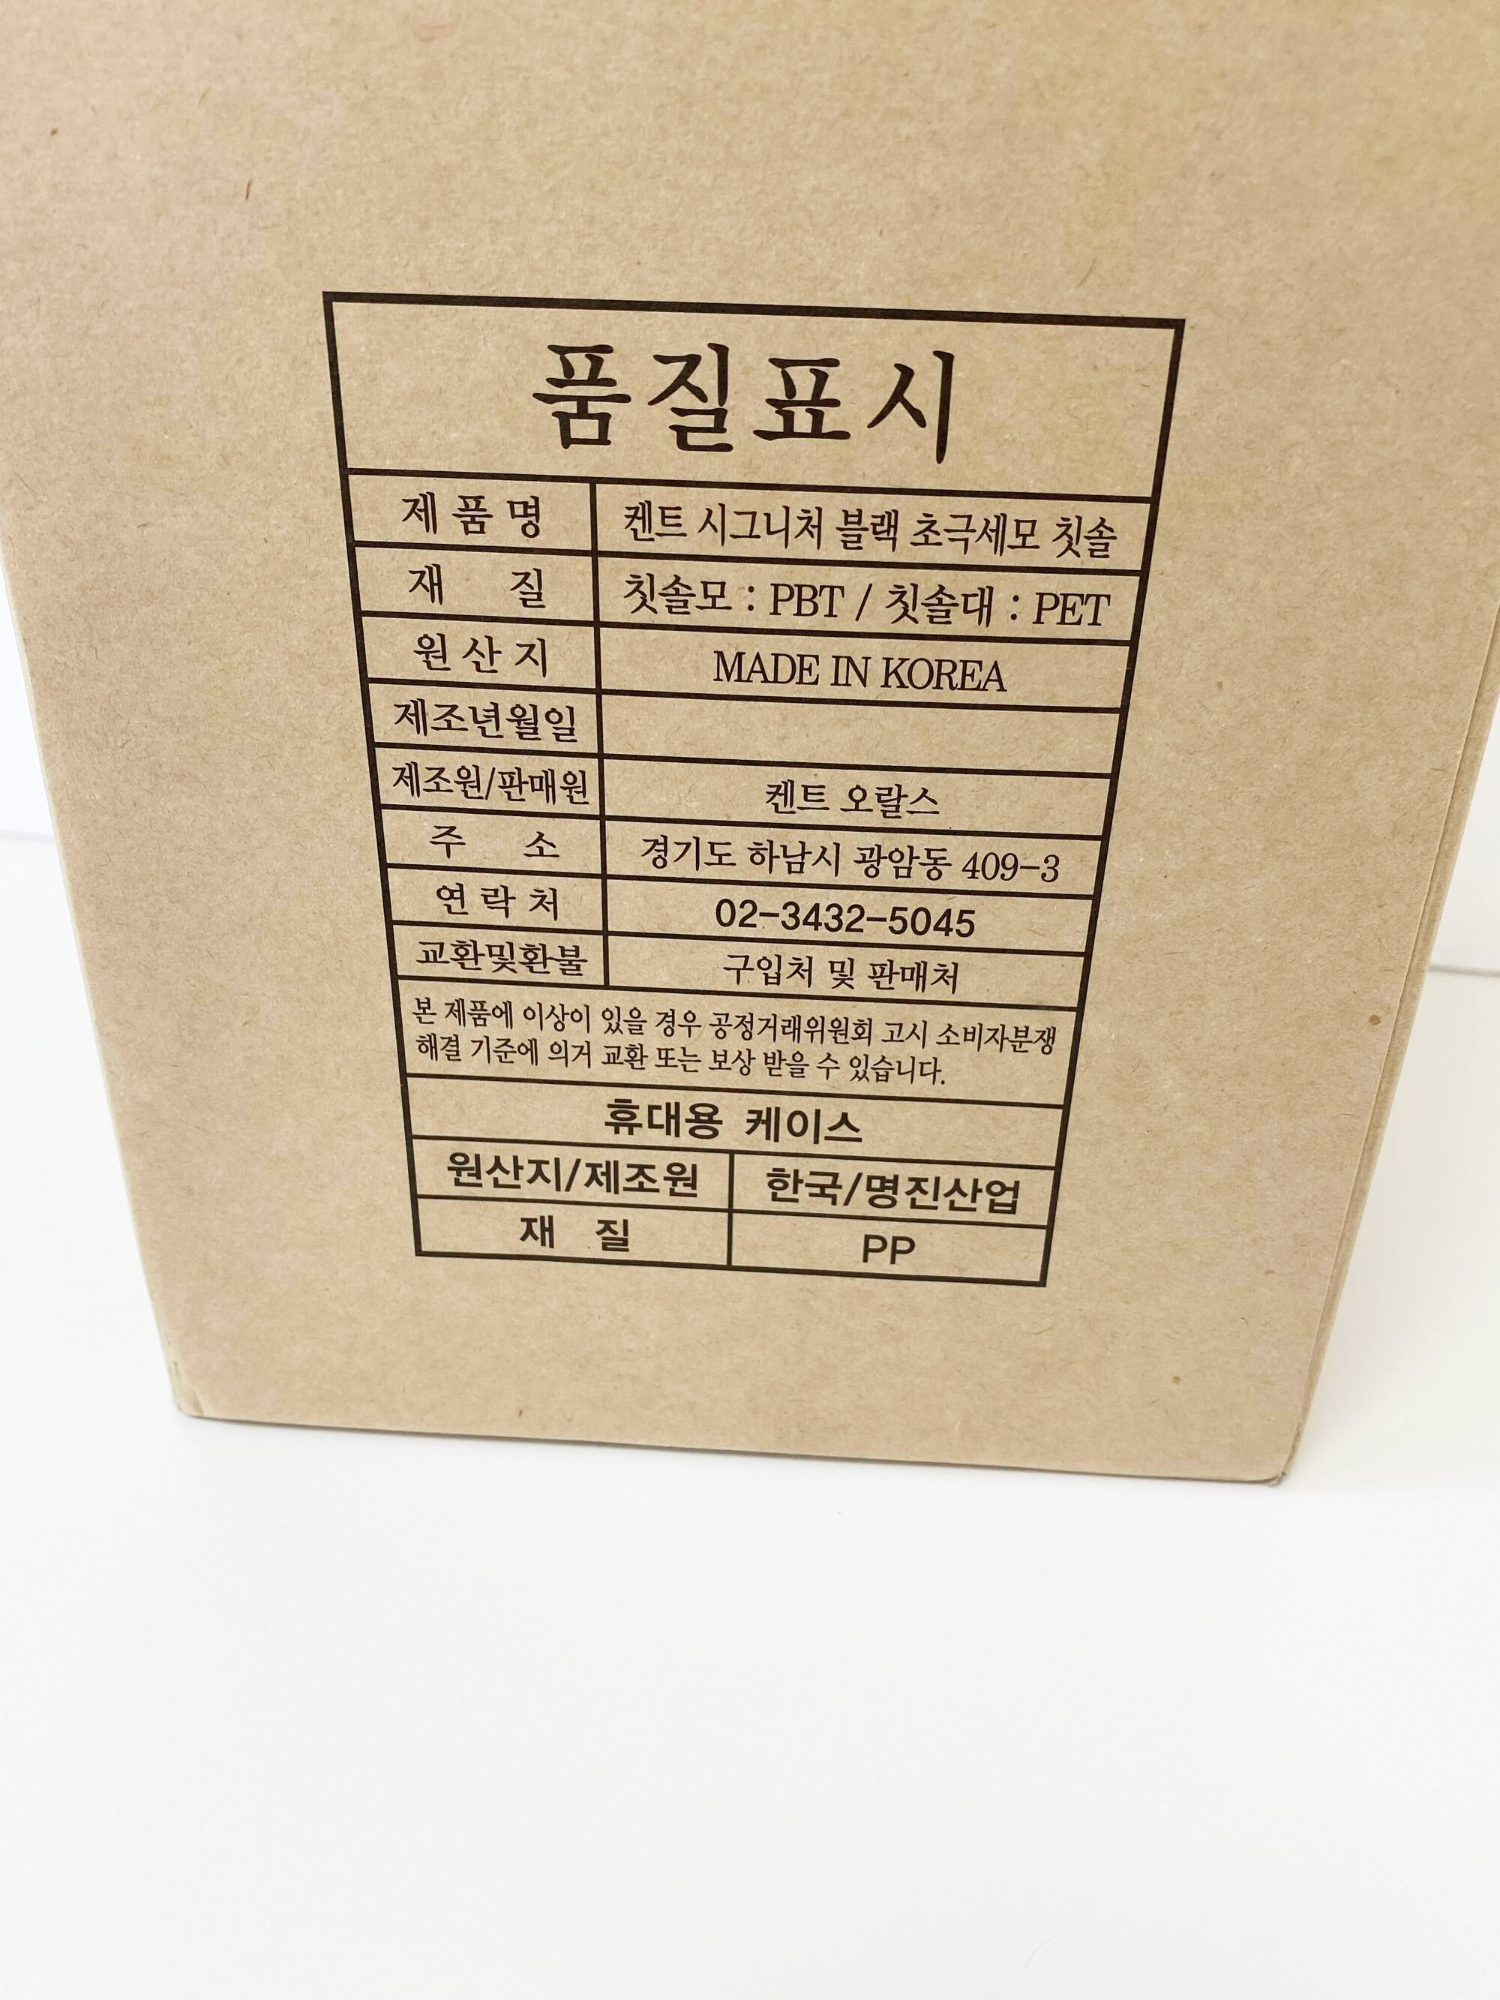 품질표시
제품명 켄트 시그니처 블랙 초극세모 칫솔
재 질 칫솔모 : PBT / 칫솔대 : PET
원산지 MADE IN KOREA
제조년월일
제조원/판매원 켄트 오랄스
주 소 경기도 하남시 광암동 409-3
연락처 02-3432-5045
교환및환불 구입처 및 판매처
본 제품에 이상이 있을 경우 공정거래위원회 고시 소비자분쟁
해결 기준에 의거 교환 또는 보상 받을 수 있습니다.
휴대용 케이스
원산지/제조원 한국/명진산업
재 질 PP